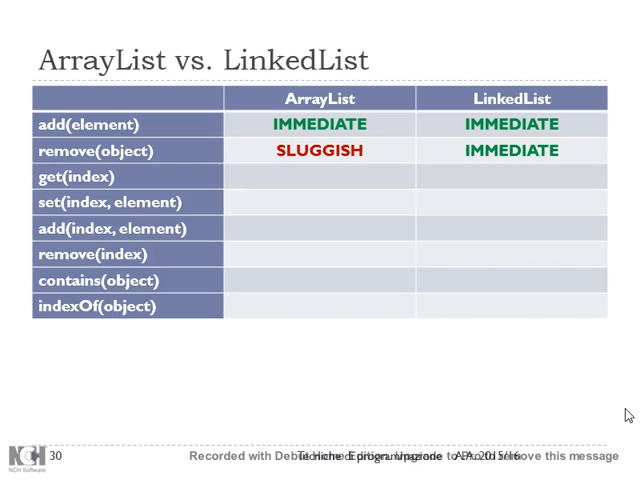 ArrayList vs. LinkedList
ArrayList LinkedList
add(element) IMMEDIATE IMMEDIATE
remove(object) SLUGGISH IMMEDIATE
get(index)
set(index, element)
add(index, element)
remove(index)
contains(object)
indexOf(object)
NCH
NCH Software
30
Recorded with Debut Home Edition. Upgrade to Pro to remove this message
Tecniche di programmazione A.A. 2015/16